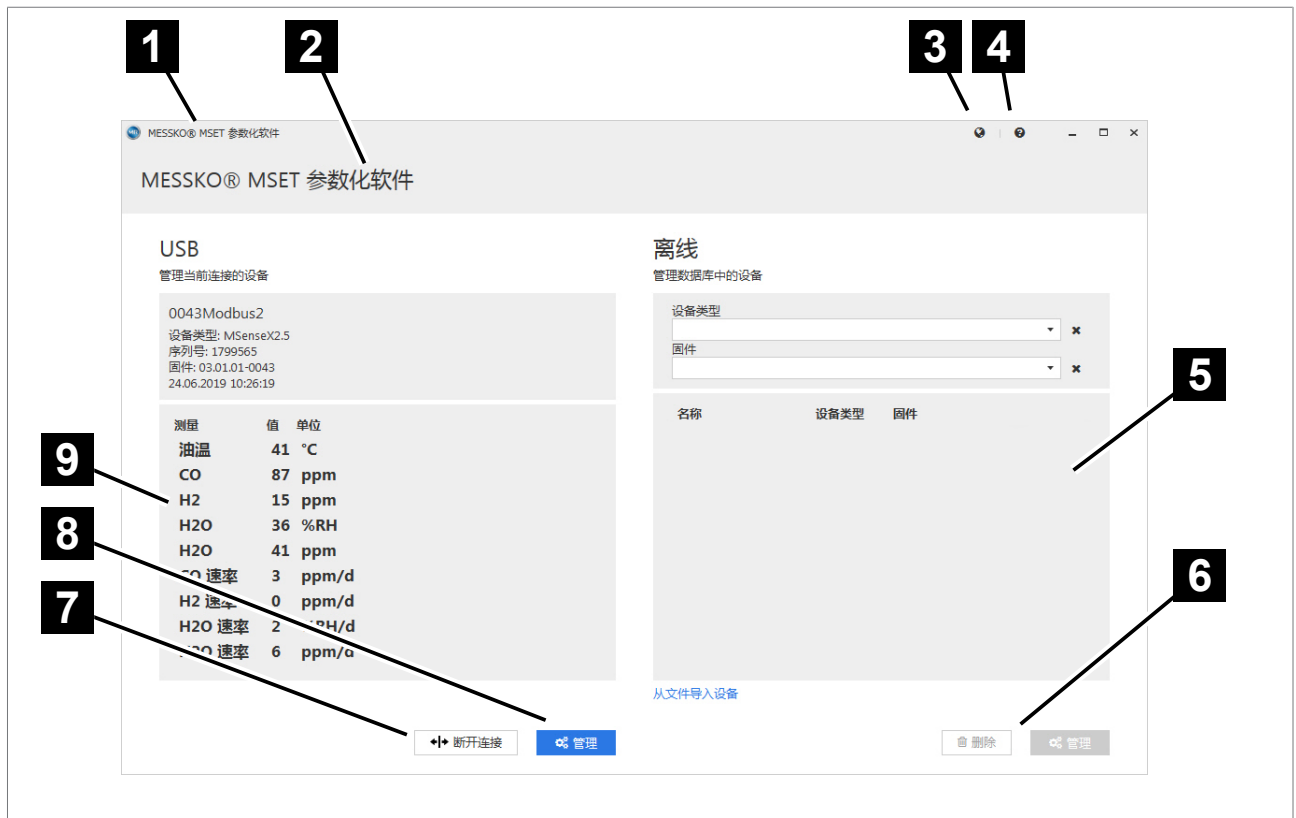 1 2 3 4
MESSKO® MSET 参数化软件
MESSKO® MSET 参数化软件
USB
管理当前连接的设备
0043Modbus2
设备类型: MSenseX2.5
序列号: 1799565
固件: 03.01.01-0043
24.06.2019 10:26:19
测量 值 单位
油温 41 °C
CO 87 ppm
H2 15 ppm
H2O 36 %RH
H2O 41 ppm
CO 速率 3 ppm/d
H2 速率 0 ppm/d
H2O 速率 2 %RH/d
H2O 速率 6 ppm/d
断开连接 管理
离线
管理数据库中的设备
设备类型
固件
名称 设备类型 固件
从文件导入设备
删除 管理
5
6
9
8
7